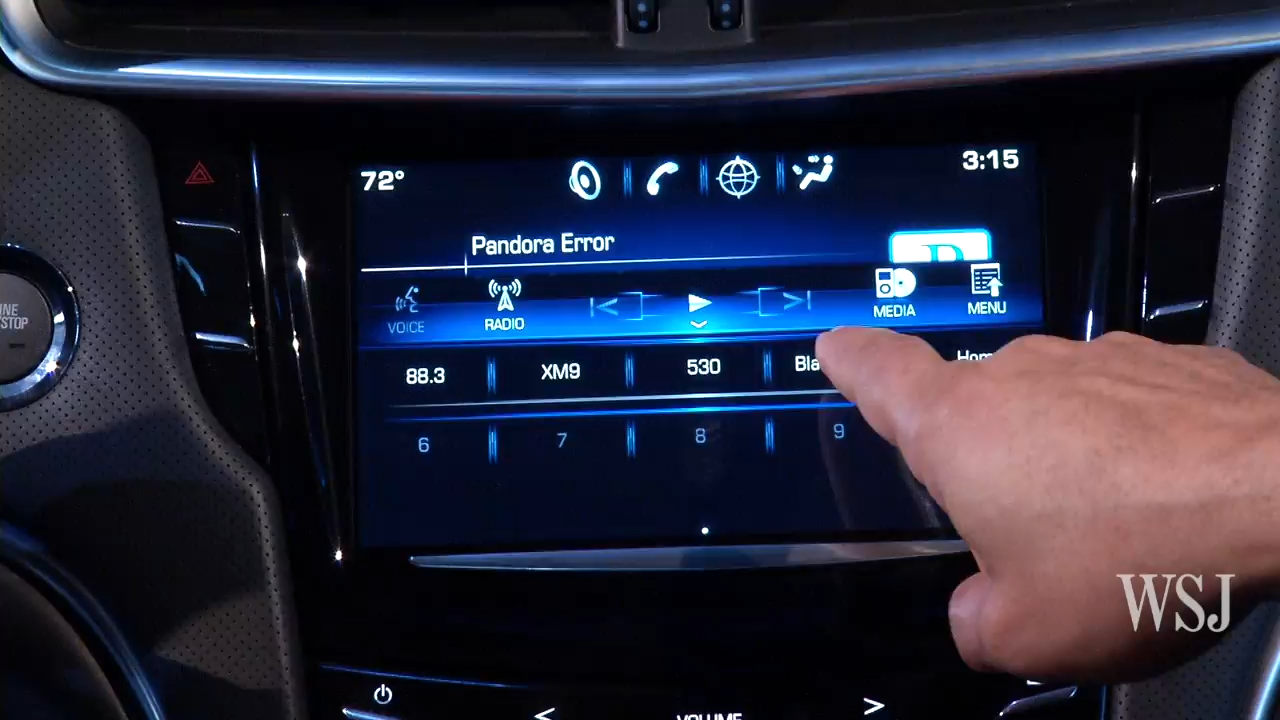 72°
3:15
Pandora Error
VOICE
RADIO
MEDIA
MENU
STOP
88.3
XM9
530
6
7
8
9
WSJ
VOLUME